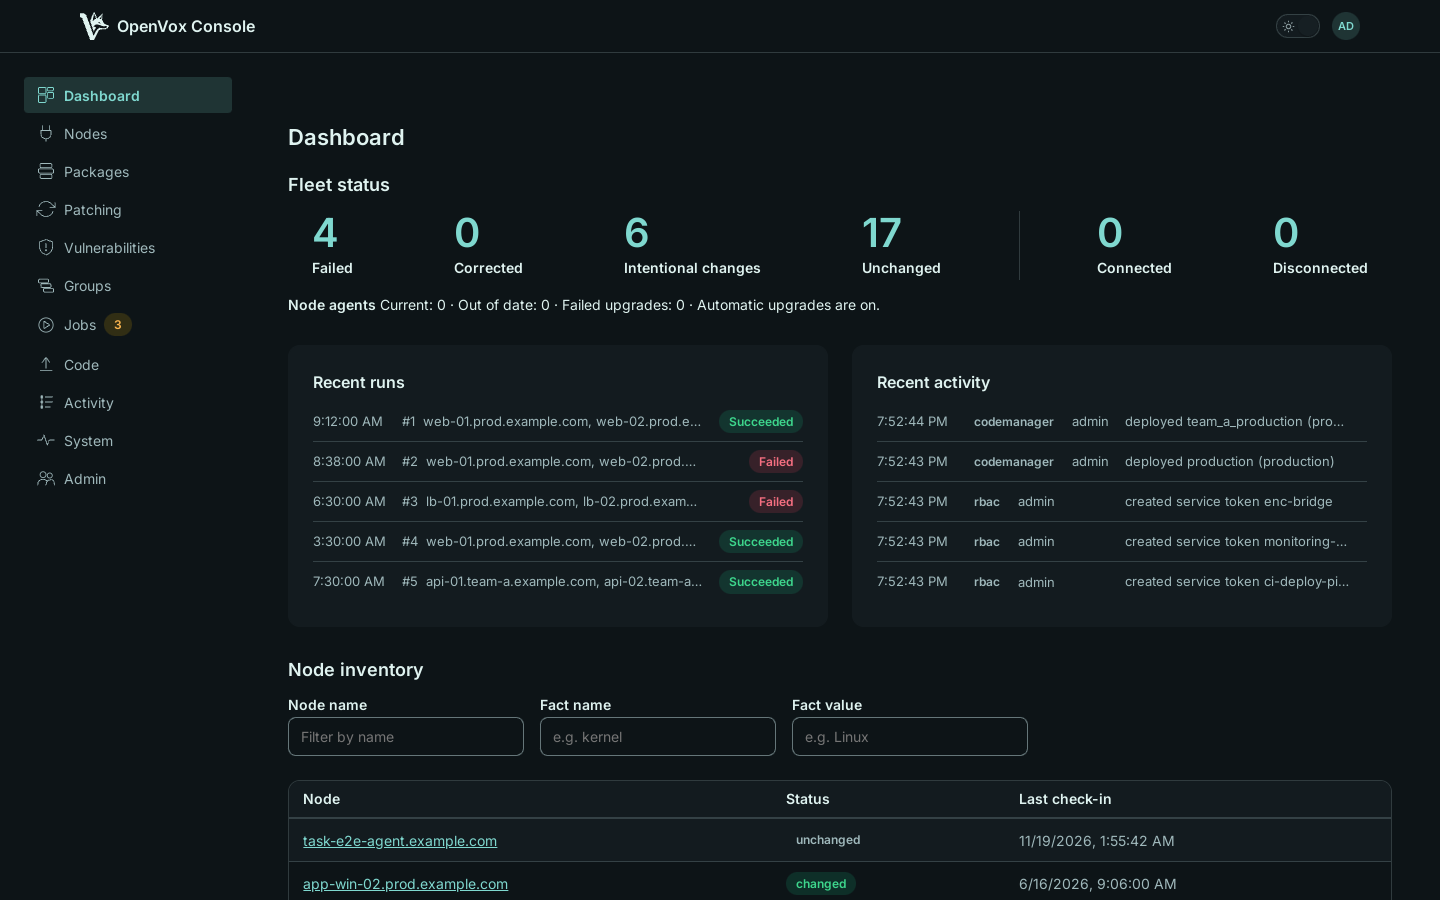 OpenVox Console
AD
Dashboard
Nodes
Packages
Patching
Vulnerabilities
Groups
Jobs 3
Code
Activity
System
Admin
Dashboard
Fleet status
4 0 6 17 0 0
Failed Corrected Intentional changes Unchanged Connected Disconnected
Node agents Current: 0 · Out of date: 0 · Failed upgrades: 0 · Automatic upgrades are on.
Recent runs
9:12:00 AM #1 web-01.prod.example.com, web-02.prod.e... Succeeded
8:38:00 AM #2 web-01.prod.example.com, web-02.prod.... Failed
6:30:00 AM #3 lb-01.prod.example.com, lb-02.prod.exam... Failed
3:30:00 AM #4 web-01.prod.example.com, web-02.prod.... Succeeded
7:30:00 AM #5 api-01.team-a.example.com, api-02.team-a... Succeeded
Recent activity
7:52:44 PM codemanager admin deployed team_a_production (pro...
7:52:43 PM codemanager admin deployed production (production)
7:52:43 PM rbac admin created service token enc-bridge
7:52:43 PM rbac admin created service token monitoring-...
7:52:43 PM rbac admin created service token ci-deploy-pi...
Node inventory
Node name Fact name Fact value
Filter by name e.g. kernel e.g. Linux
Node Status Last check-in
task-e2e-agent.example.com unchanged 11/19/2026, 1:55:42 AM
app-win-02.prod.example.com changed 6/16/2026, 9:06:00 AM